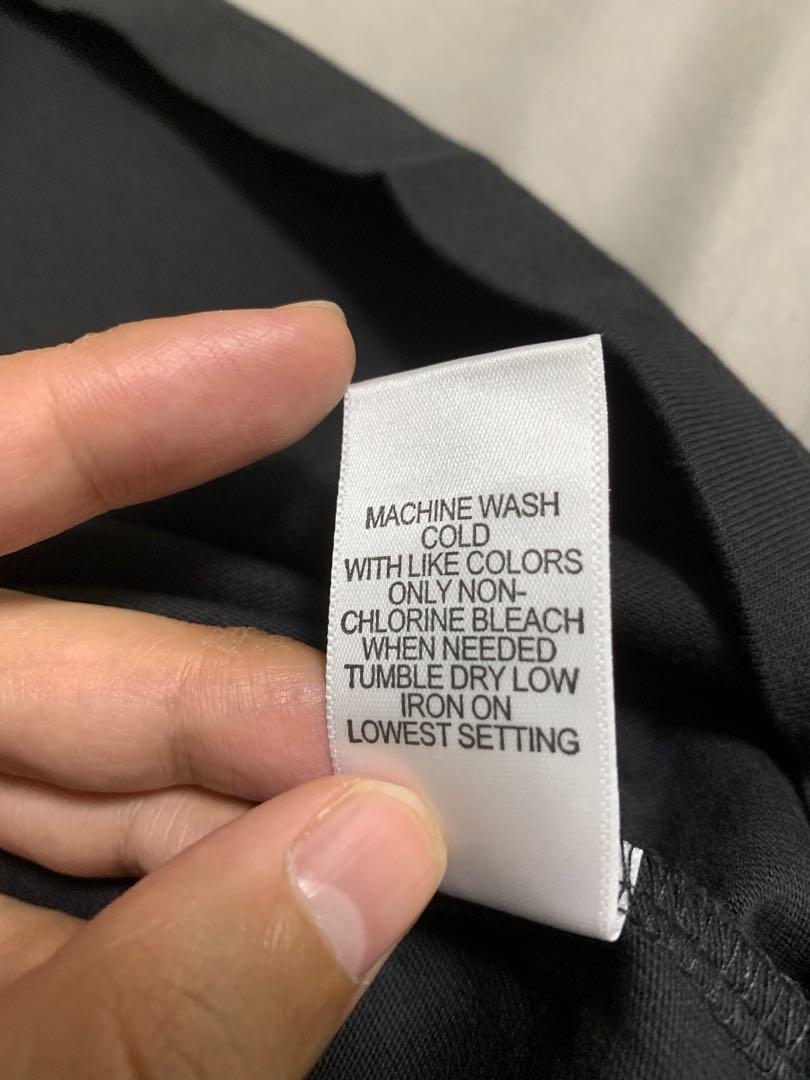 MACHINE WASH
COLD
WITH LIKE COLORS
ONLY NON-
CHLORINE BLEACH
WHEN NEEDED
TUMBLE DRY LOW
IRON ON
LOWEST SETTING